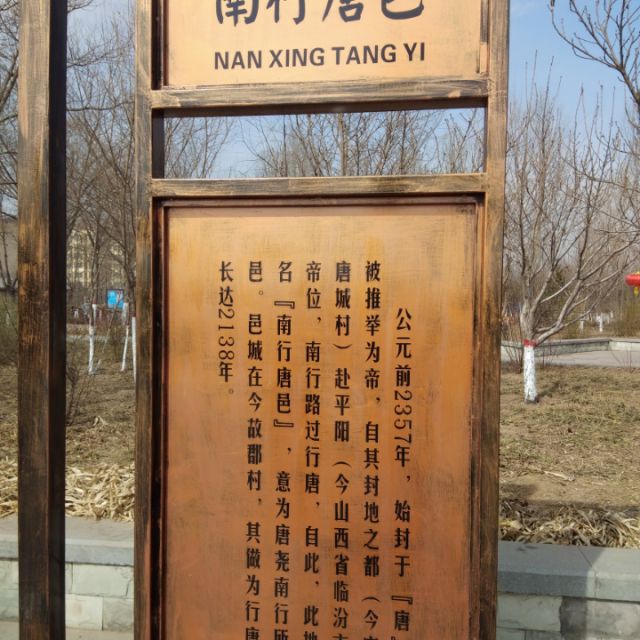 南行唐邑
NAN XING TANG YI
公元前2357年，始封于『唐
被推举为帝，自其封地之都（今
唐城村）赴平阳（今山西省临汾
帝位，南行路过行唐，自此，此地
名『南行唐邑』，意为唐尧南行所
邑。邑城在今故郡村，其做为行唐
长达2138年。